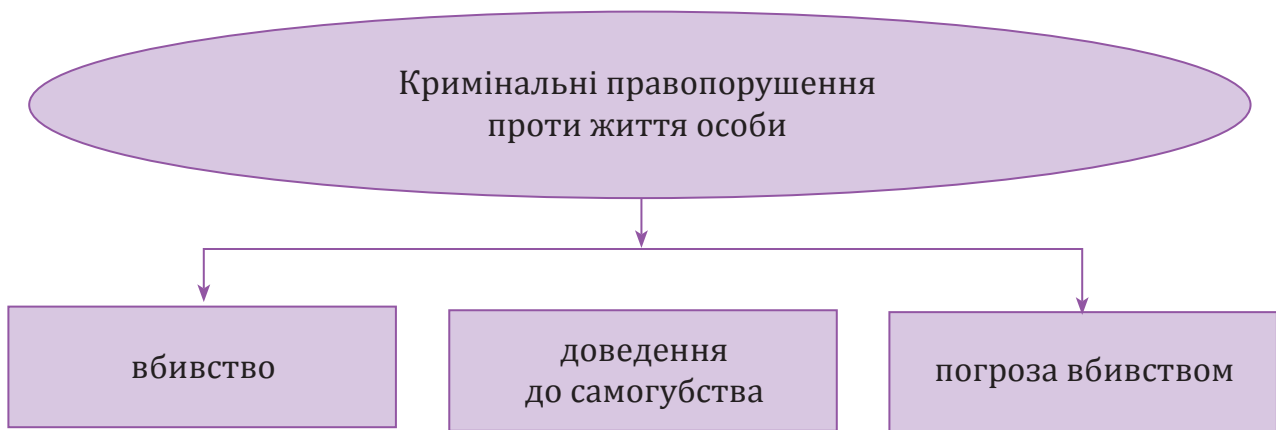 Кримінальні правопорушення
проти життя особи
вбивство
доведення
до самогубства
погроза вбивством